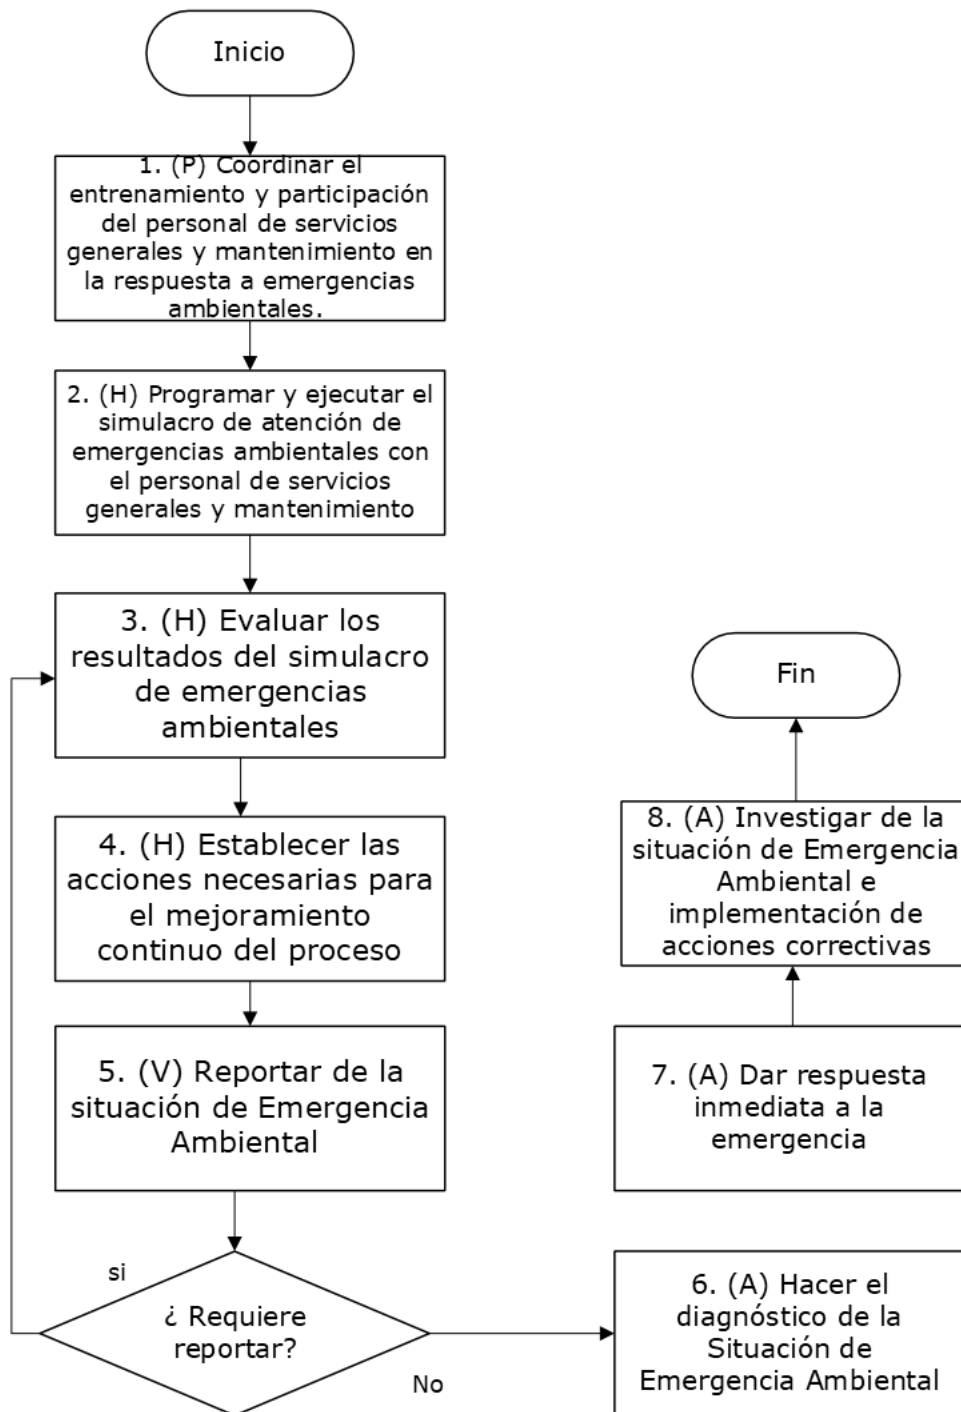 Inicio
1. (P) Coordinar el
entrenamiento y participación
del personal de servicios
generales y mantenimiento en
la respuesta a emergencias
ambientales.
2. (H) Programar y ejecutar el
simulacro de atención de
emergencias ambientales con
el personal de servicios
generales y mantenimiento
3. (H) Evaluar los
resultados del simulacro
de emergencias
ambientales
4. (H) Establecer las
acciones necesarias para
el mejoramiento
continuo del proceso
5. (V) Reportar de la
situación de Emergencia
Ambiental
si
¿ Requiere
reportar?
No
6. (A) Hacer el
diagnóstico de la
Situación de
Emergencia Ambiental
7. (A) Dar respuesta
inmediata a la
emergencia
8. (A) Investigar de la
situación de Emergencia
Ambiental e
implementación de
acciones correctivas
Fin